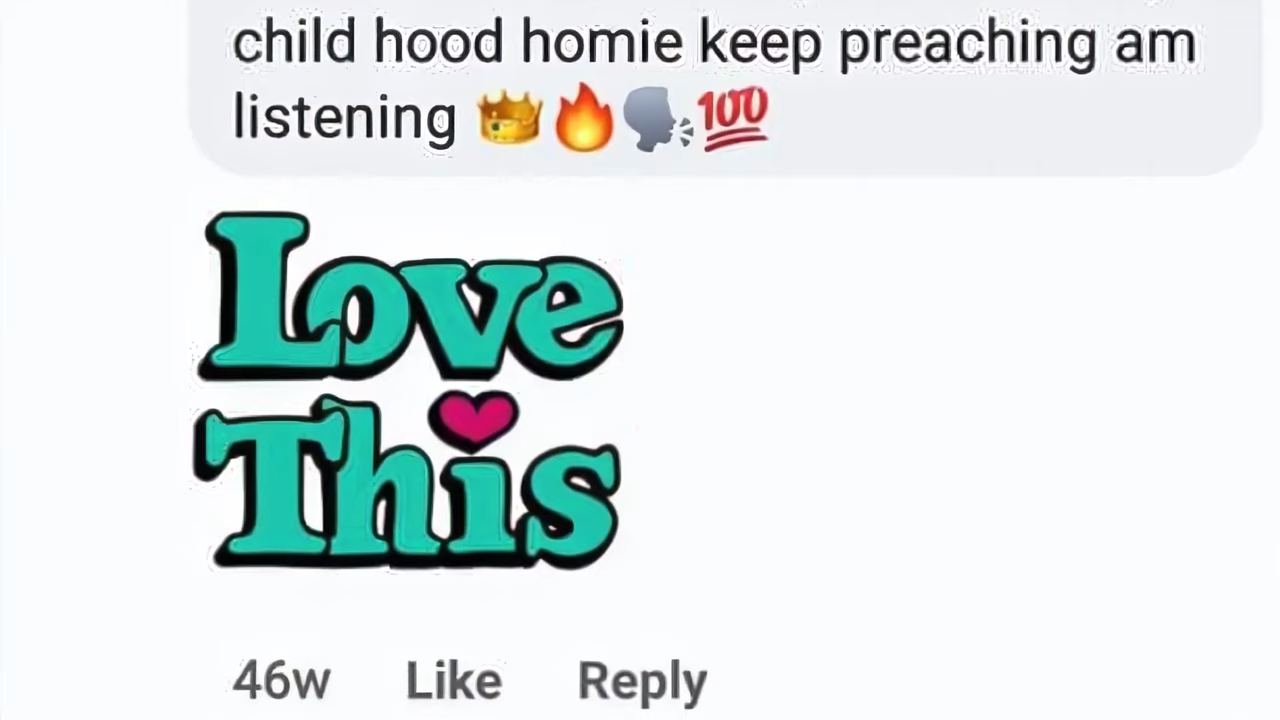 child hood homie keep preaching am
listening 👑🔥🗣️💯
Love
This
46w Like Reply